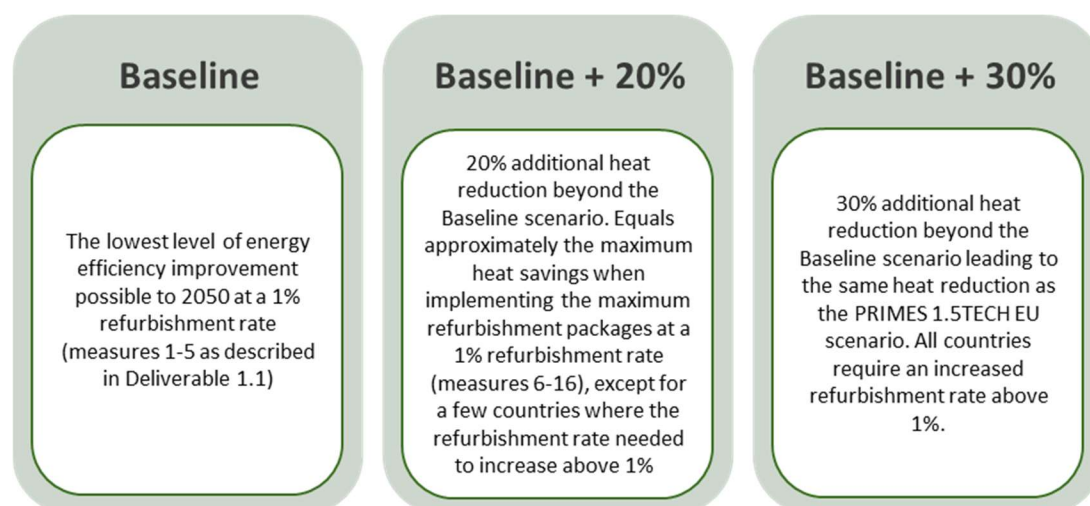 Baseline
The lowest level of energy
efficiency improvement
possible to 2050 at a 1%
refurbishment rate
(measures 1-5 as described
in Deliverable 1.1)
Baseline + 20%
20% additional heat
reduction beyond the
Baseline scenario. Equals
approximately the maximum
heat savings when
implementing the maximum
refurbishment packages at a
1% refurbishment rate
(measures 6-16), except for
a few countries where the
refurbishment rate needed
to increase above 1%
Baseline + 30%
30% additional heat
reduction beyond the
Baseline scenario leading to
the same heat reduction as
the PRIMES 1.5TECH EU
scenario. All countries
require an increased
refurbishment rate above
1%.